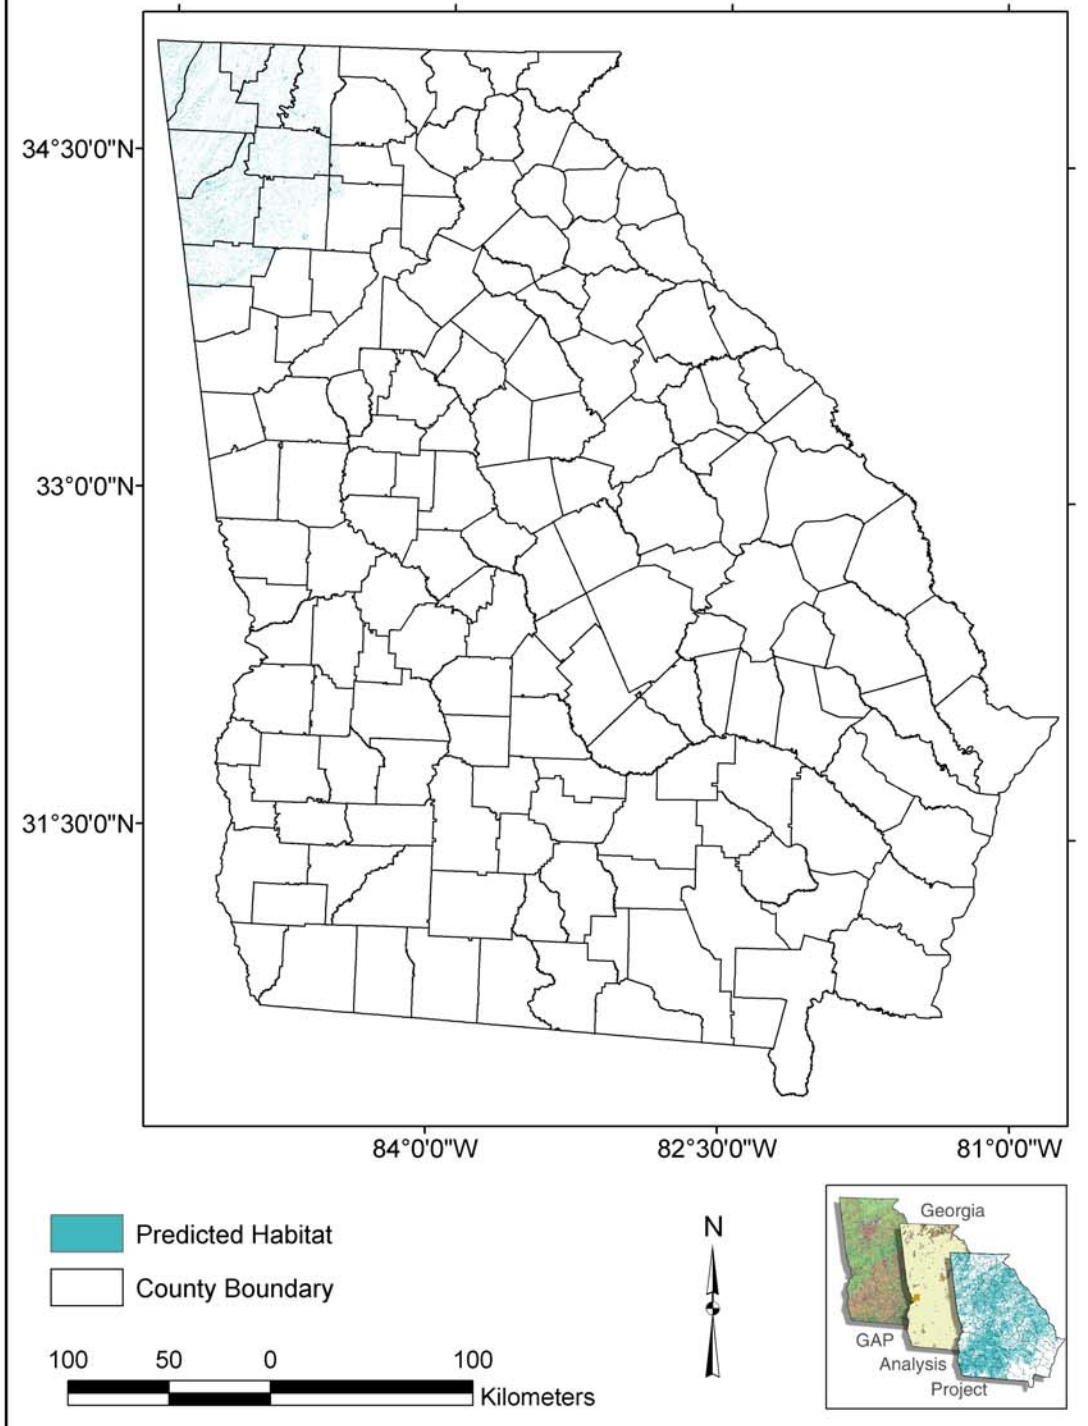 34°30'0"N
33°0'0"N
31°30'0"N
84°0'0"W 82°30'0"W 81°0'0"W
Predicted Habitat
County Boundary
100 50 0 100
Kilometers
N
Georgia
GAP
Analysis
Project